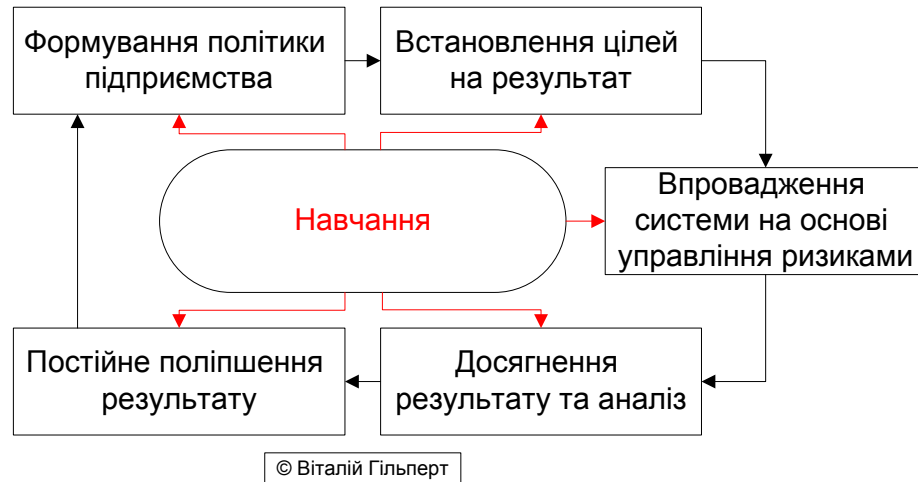 Формування політики
підприємства
Встановлення цілей
на результат
Навчання
Впровадження
системи на основі
управління ризиками
Постійне поліпшення
результату
Досягнення
результату та аналіз
© Віталій Гільперт